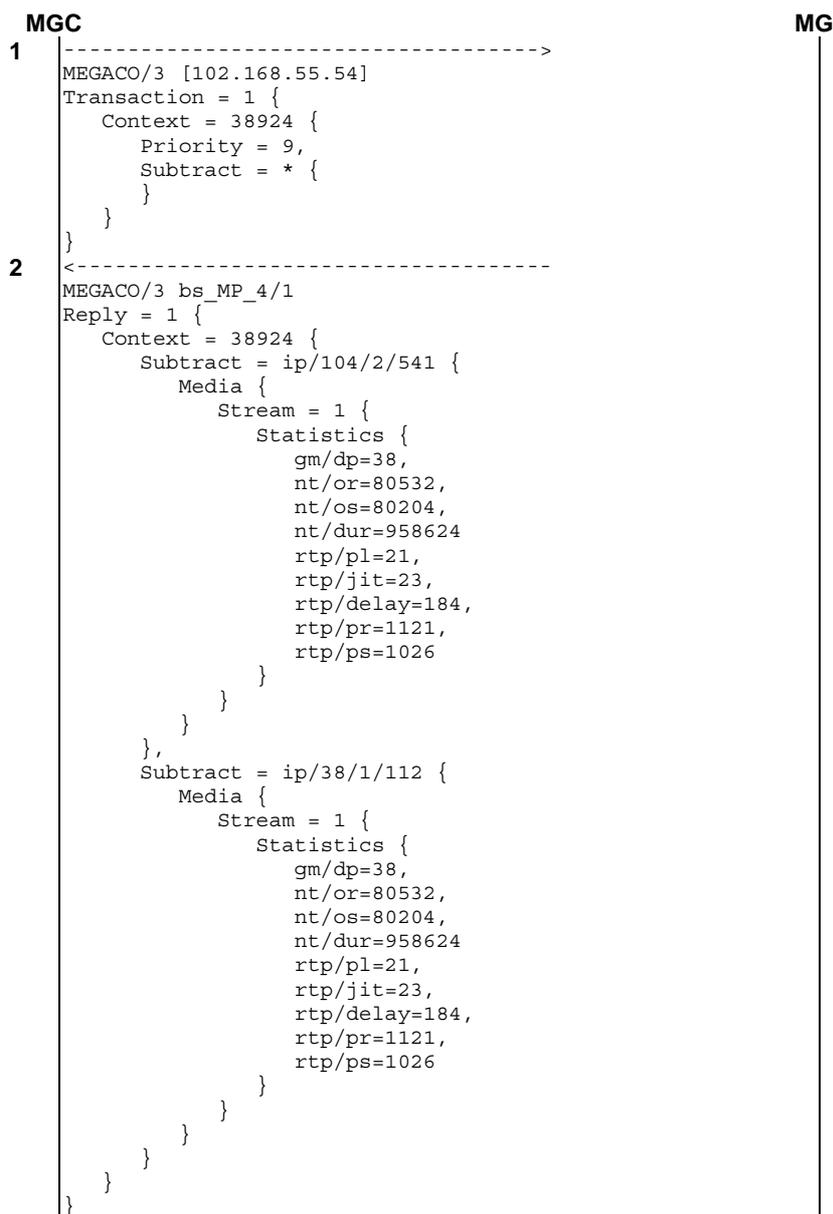 MGC MG
1 ------------------------------------->
MEGACO/3 [102.168.55.54]
Transaction = 1 {
Context = 38924 {
Priority = 9,
Subtract = * {
}
}
}
2 <-------------------------------------
MEGACO/3 bs_MP_4/1
Reply = 1 {
Context = 38924 {
Subtract = ip/104/2/541 {
Media {
Stream = 1 {
Statistics {
gm/dp=38,
nt/or=80532,
nt/os=80204,
nt/dur=958624
rtp/pl=21,
rtp/jit=23,
rtp/delay=184,
rtp/pr=1121,
rtp/ps=1026
}
}
}
},
Subtract = ip/38/1/112 {
Media {
Stream = 1 {
Statistics {
gm/dp=38,
nt/or=80532,
nt/os=80204,
nt/dur=958624
rtp/pl=21,
rtp/jit=23,
rtp/delay=184,
rtp/pr=1121,
rtp/ps=1026
}
}
}
}
}
}